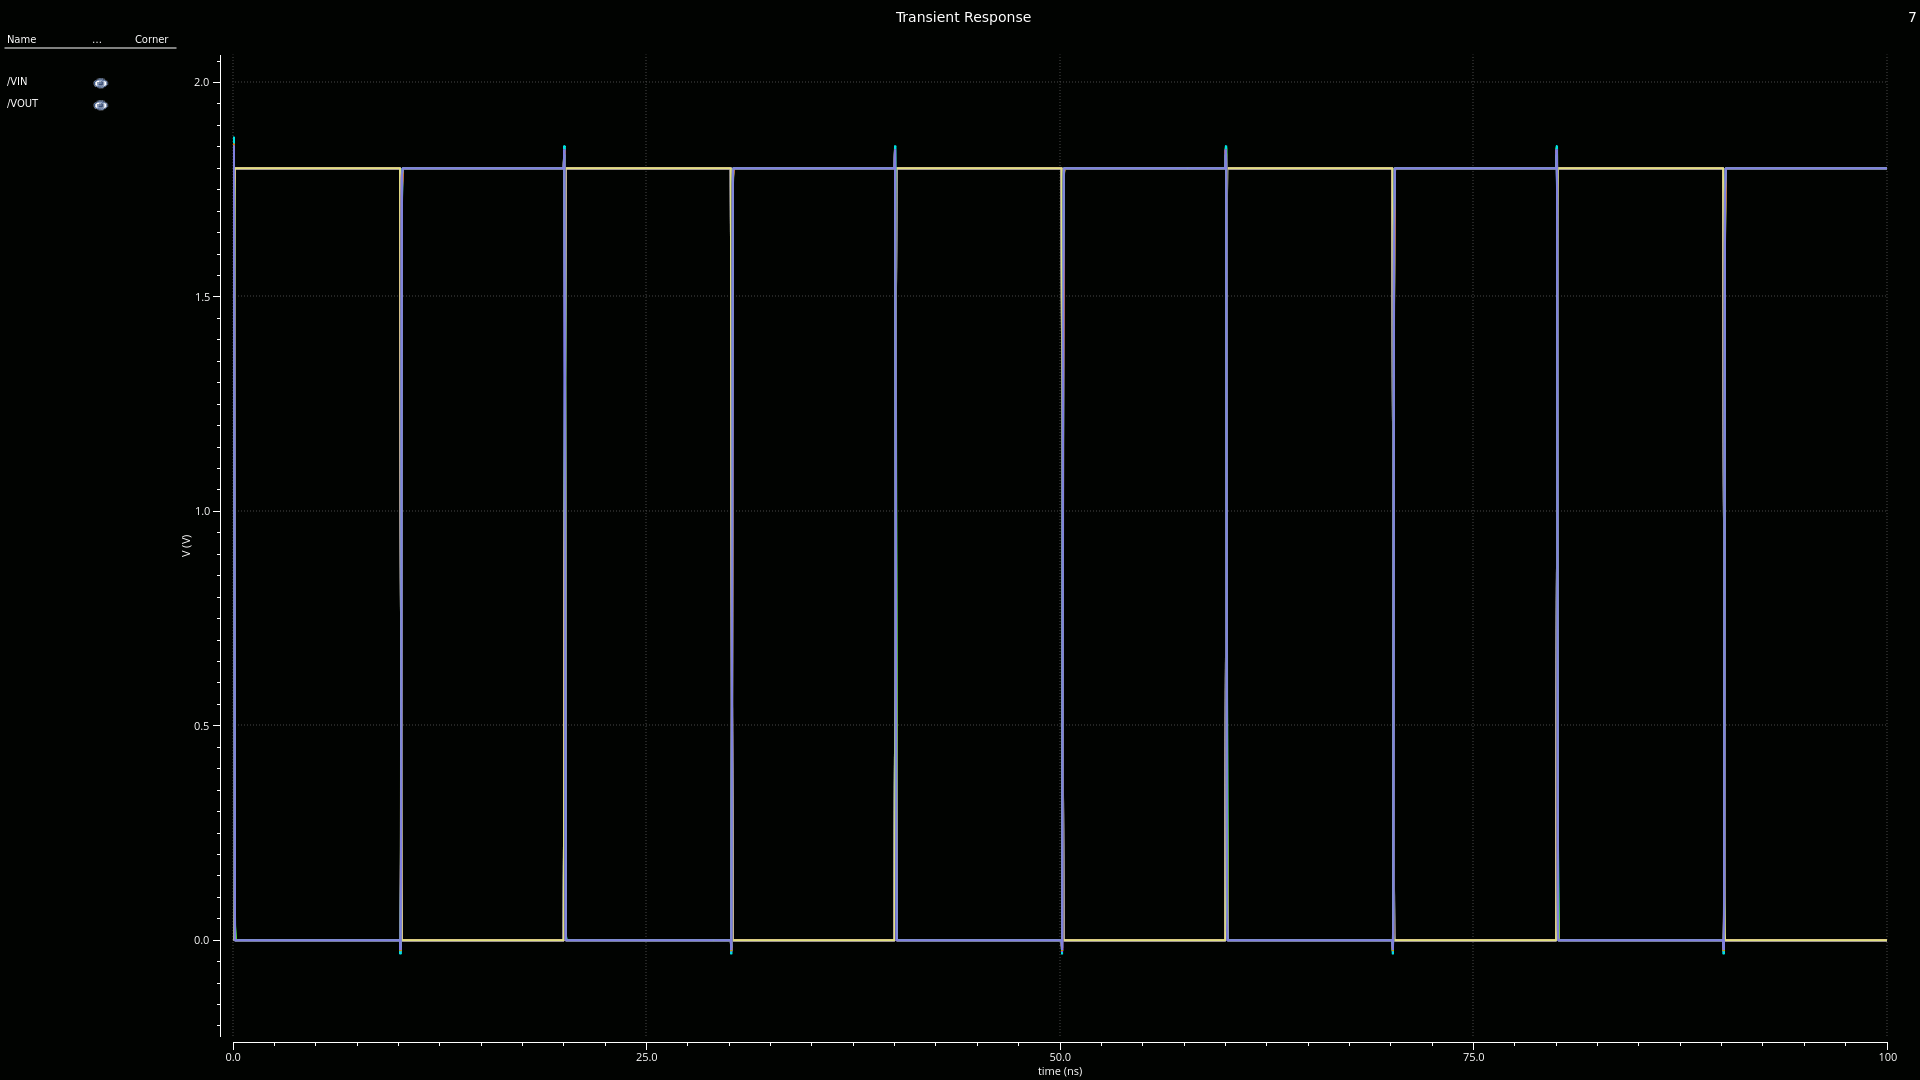 Transient Response
7
Name ... Corner
/VIN
/VOUT
2.0
1.5
1.0
0.5
0.0
V (V)
0.0 25.0 50.0 75.0 100
time (ns)